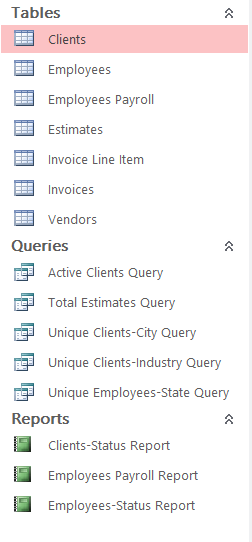 Tables
Clients
Employees
Employees Payroll
Estimates
Invoice Line Item
Invoices
Vendors
Queries
Active Clients Query
Total Estimates Query
Unique Clients-City Query
Unique Clients-Industry Query
Unique Employees-State Query
Reports
Clients-Status Report
Employees Payroll Report
Employees-Status Report